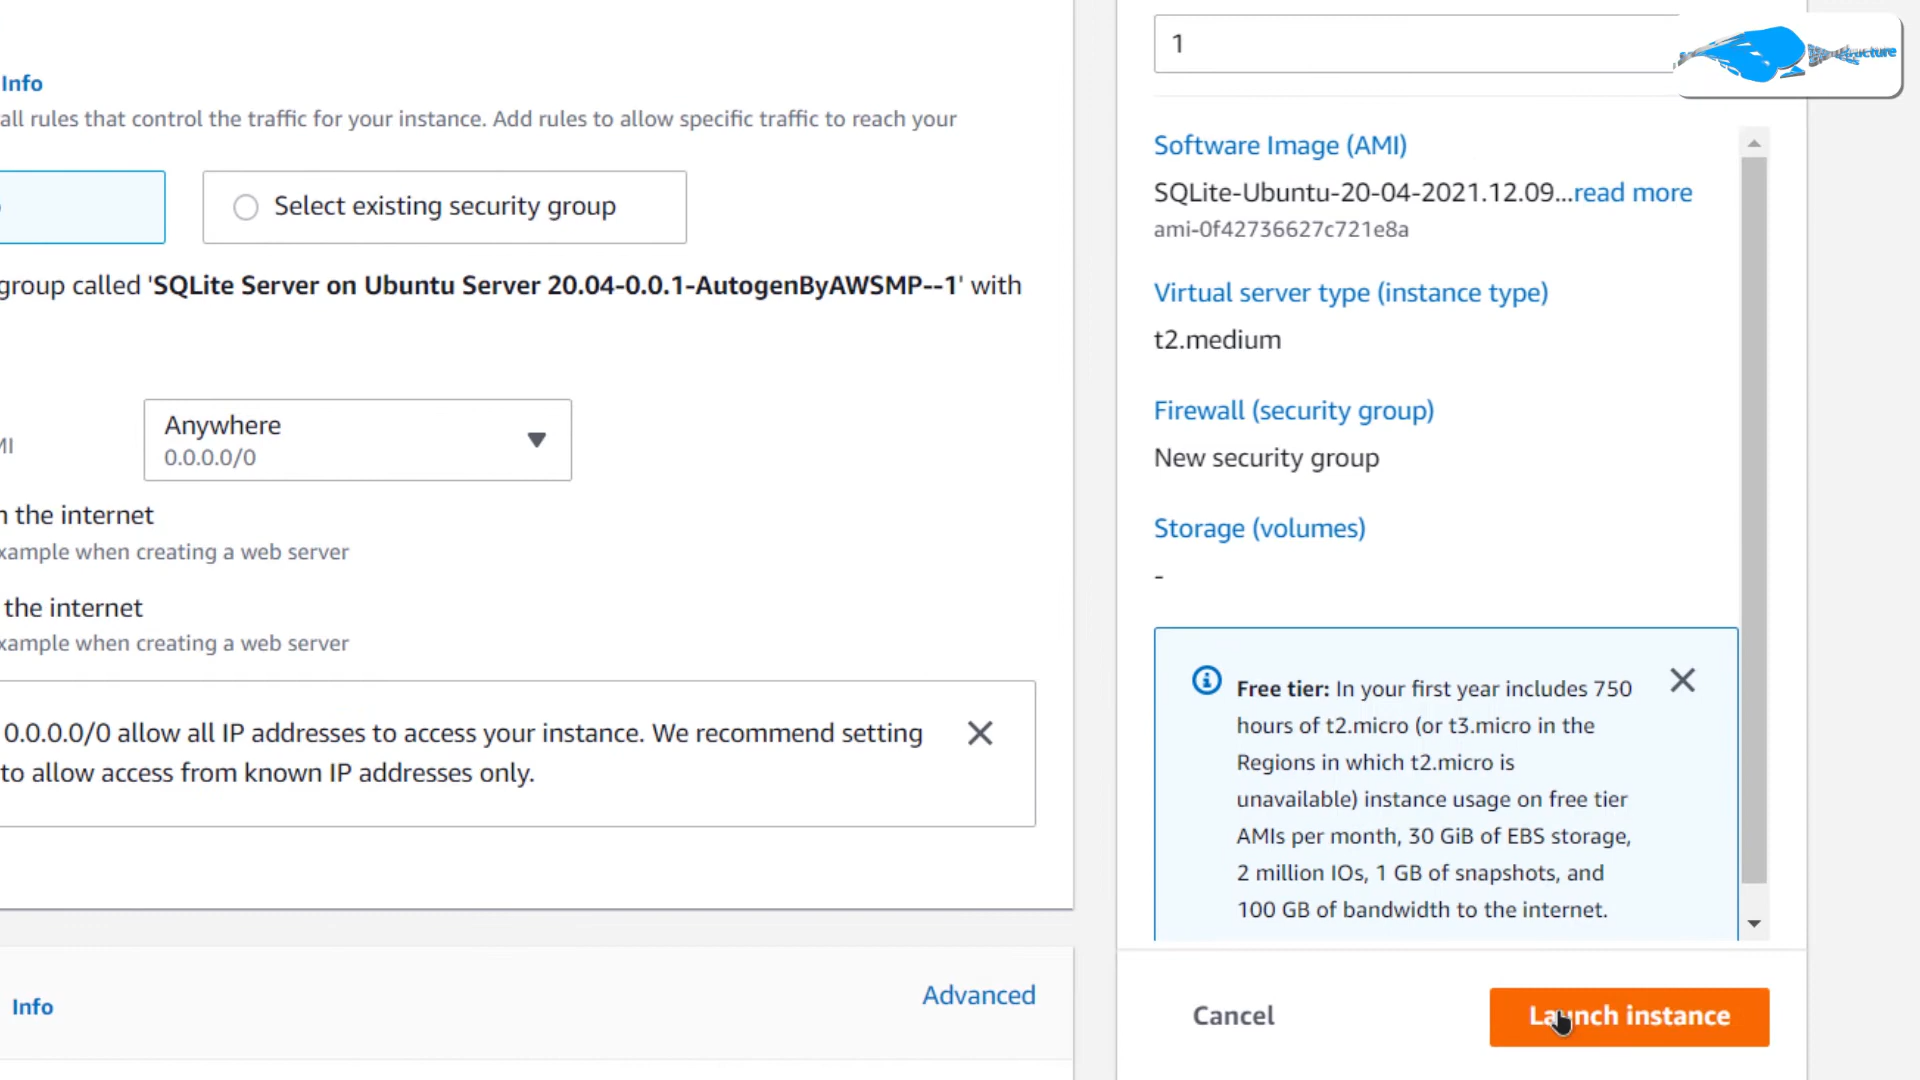 Info
all rules that control the traffic for your instance. Add rules to allow specific traffic to reach your
Select existing security group
group called 'SQLite Server on Ubuntu Server 20.04-0.0.1-AutogenByAWSMP--1' with
MI
Anywhere
0.0.0.0/0
n the internet
xample when creating a web server
the internet
xample when creating a web server
0.0.0.0/0 allow all IP addresses to access your instance. We recommend setting
to allow access from known IP addresses only.
Info
Advanced
1
Software Image (AMI)
SQLite-Ubuntu-20-04-2021.12.09...read more
ami-0f42736627c721e8a
Virtual server type (instance type)
t2.medium
Firewall (security group)
New security group
Storage (volumes)
-
Free tier: In your first year includes 750
hours of t2.micro (or t3.micro in the
Regions in which t2.micro is
unavailable) instance usage on free tier
AMIs per month, 30 GiB of EBS storage,
2 million IOs, 1 GB of snapshots, and
100 GB of bandwidth to the internet.
Cancel
Launch instance